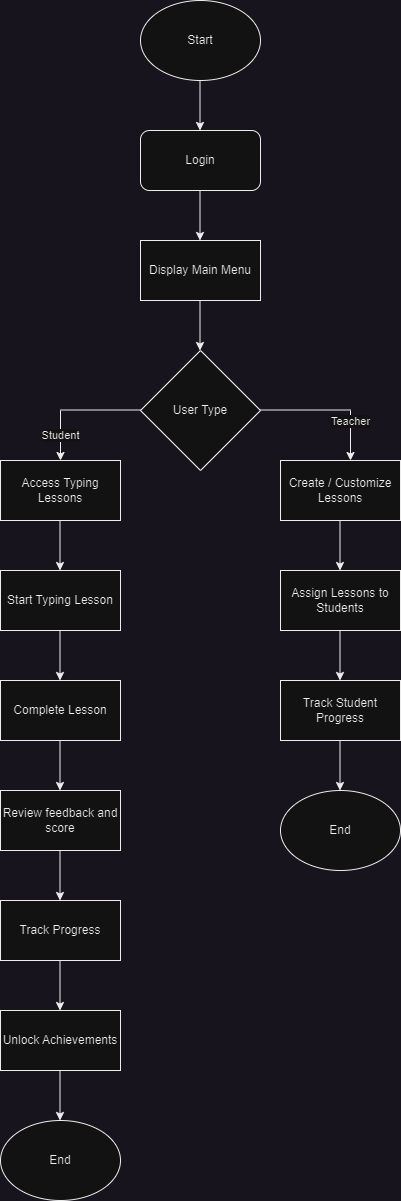 Start
Login
Display Main Menu
User Type
Student
Teacher
Access Typing
Lessons
Create / Customize
Lessons
Start Typing Lesson
Assign Lessons to
Students
Complete Lesson
Track Student
Progress
Review feedback and
score
End
Track Progress
Unlock Achievements
End